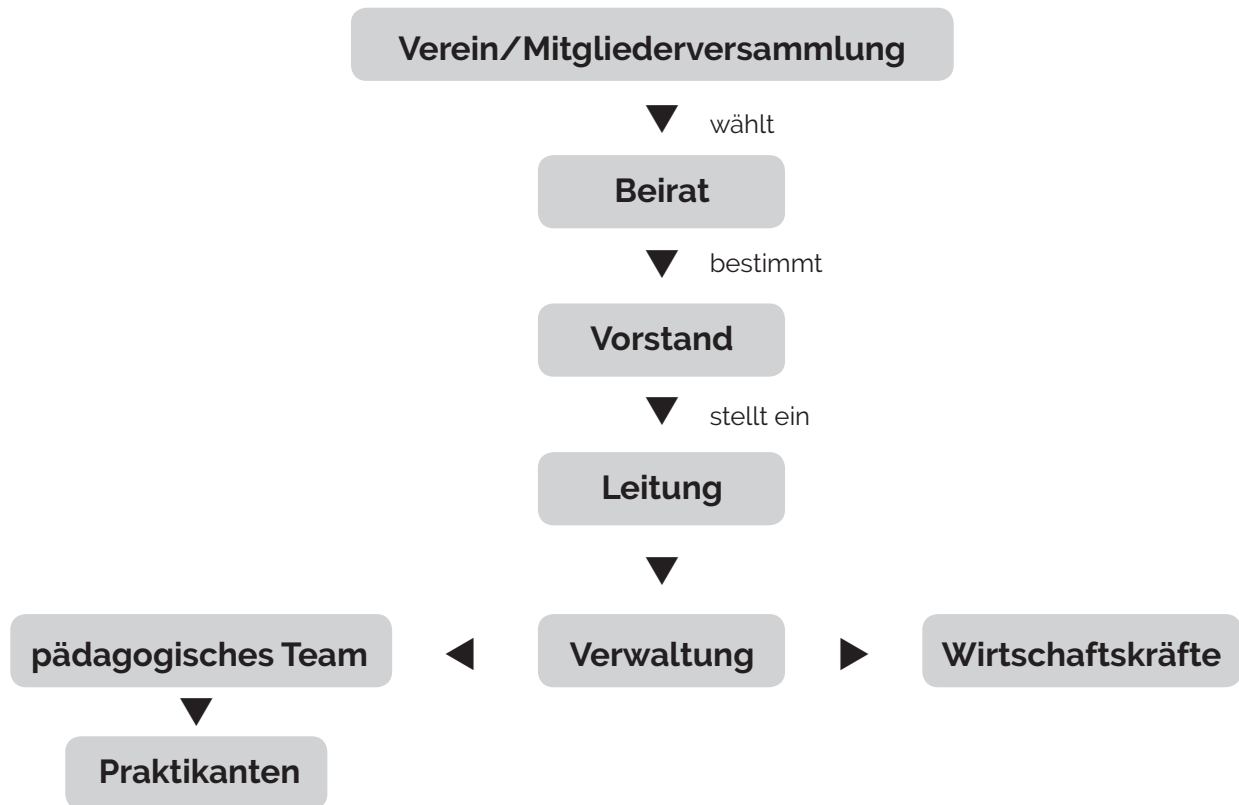 Verein/Mitgliederversammlung
wählt
Beirat
bestimmt
Vorstand
stellt ein
Leitung
pädagogisches Team
Verwaltung
Wirtschaftskräfte
Praktikanten